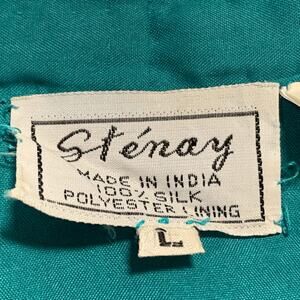 Sténay
MADE IN INDIA
100% SILK
POLYESTER LINING
L